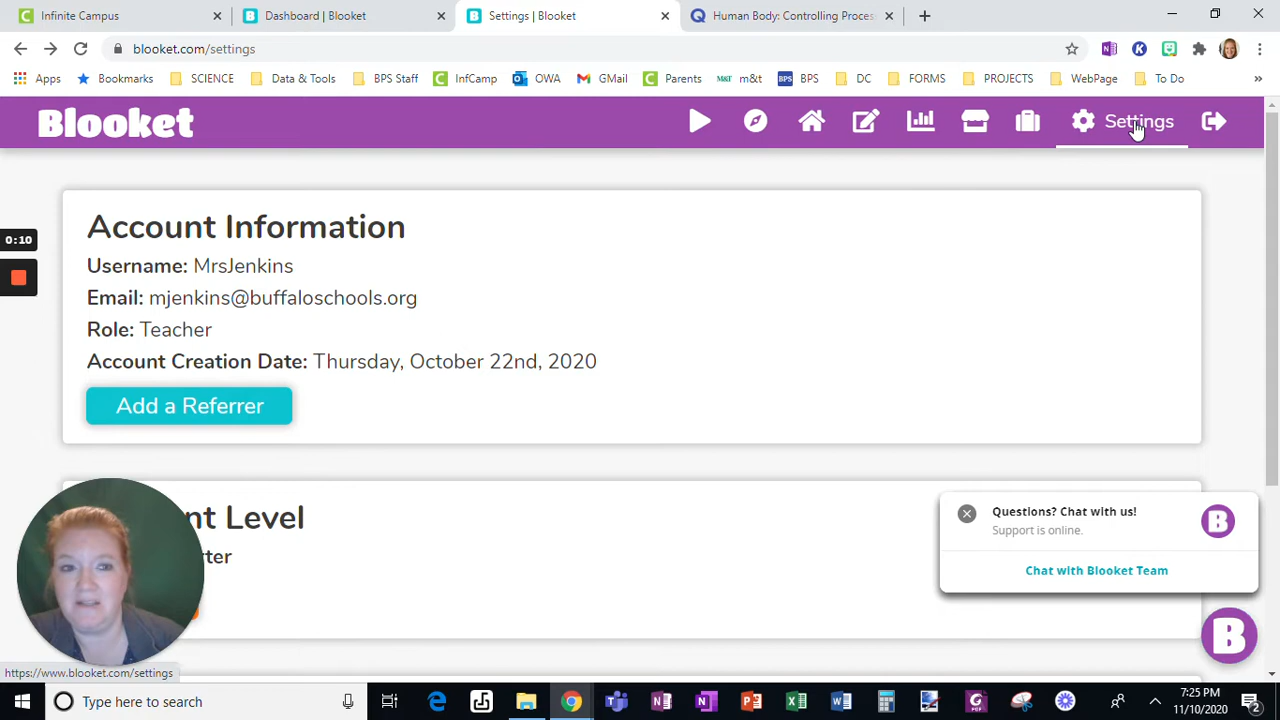 Infinite Campus
Dashboard | Blooket
Settings | Blooket
Human Body: Controlling Proces
blooket.com/settings
Apps
Bookmarks
SCIENCE
Data & Tools
BPS Staff
InfCamp
OWA
GMail
Parents
M&T m&t
BPS BPS
DC
FORMS
PROJECTS
WebPage
To Do
Blooket
Settings
0:10
Account Information
Username: MrsJenkins
Email: mjenkins@buffaloschools.org
Role: Teacher
Account Creation Date: Thursday, October 22nd, 2020
Add a Referrer
nt Level
rter
Questions? Chat with us!
Support is online.
Chat with Blooket Team
B
B
https://www.blooket.com/settings
Type here to search
7:25 PM
11/10/2020
2